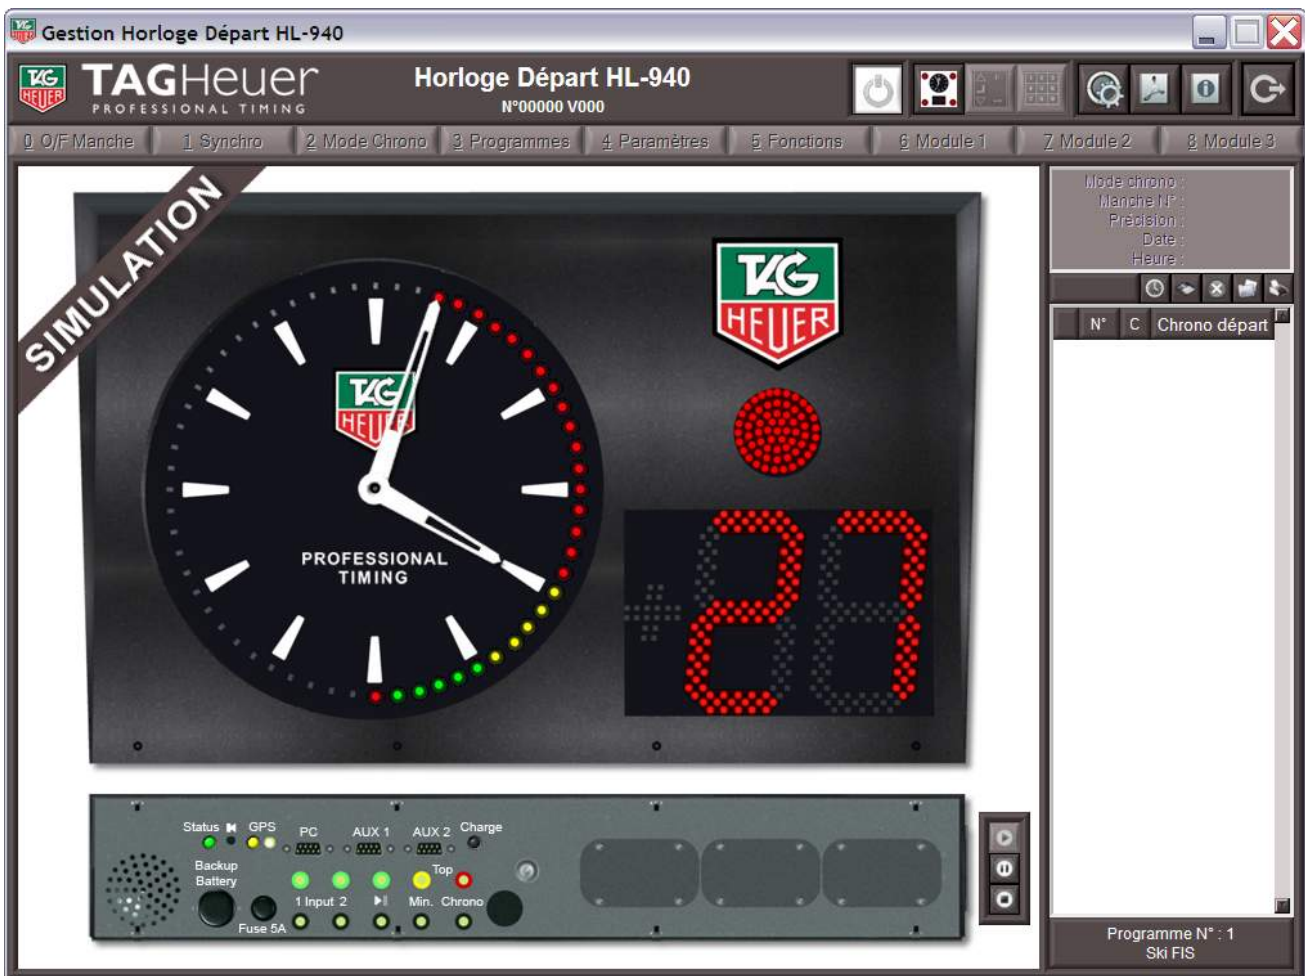 Gestion Horloge Départ HL-940
TAG HEUER
TAGHeuer
PROFESSIONAL TIMING
Horloge Départ HL-940
N°00000 V000
0 O/F Manche
1 Synchro
2 Mode Chrono
3 Programmes
4 Paramètres
5 Fonctions
6 Module 1
7 Module 2
8 Module 3
SIMULATION
TAG
HEUER
TAG
HEUER
PROFESSIONAL
TIMING
27
Mode chrono :
Manche N° :
Précision :
Date :
Heure :
N° C Chrono départ
Status GPS PC AUX 1 AUX 2 Charge
Backup
Battery
Top
1 Input 2 Min. Chrono
Fuse 5A
Programme N° : 1
Ski FIS